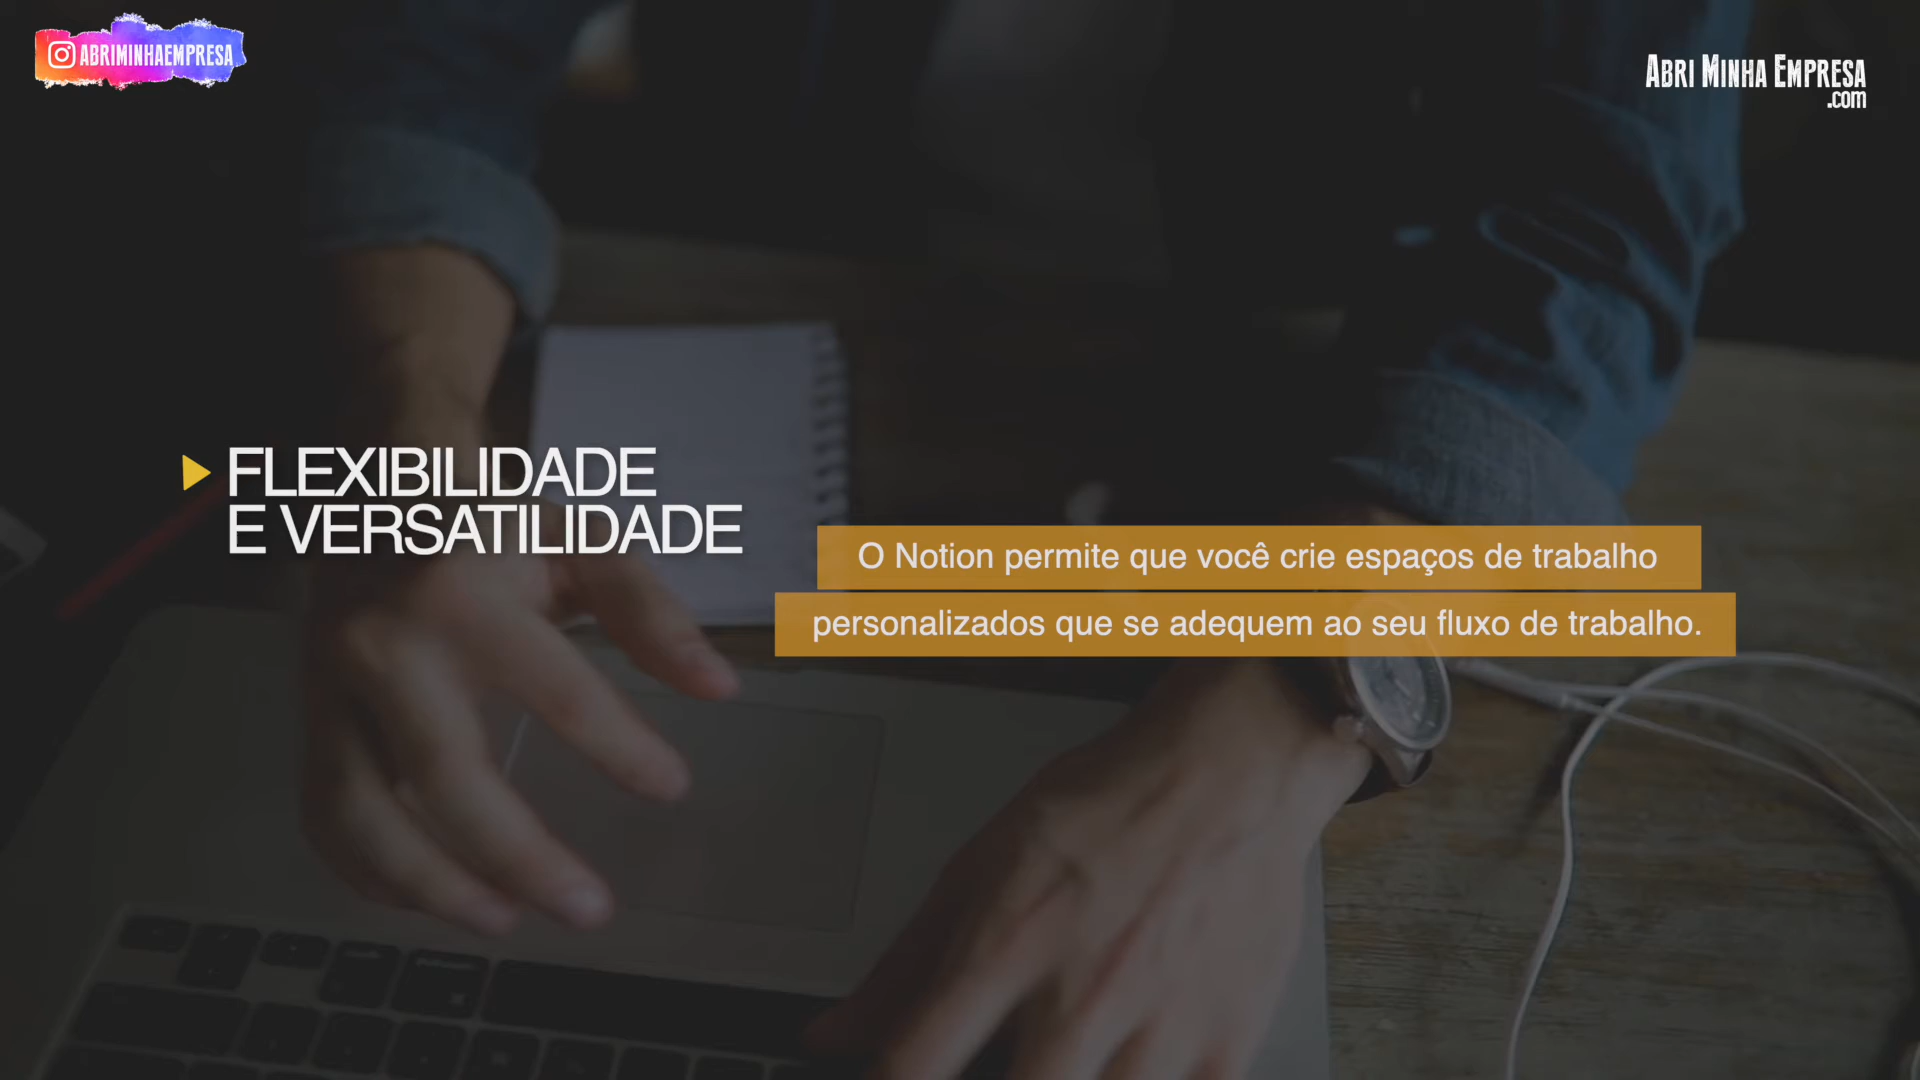 ABRIMINHAEMPRESA
ABRI MINHA EMPRESA
.com
FLEXIBILIDADE
E VERSATILIDADE
O Notion permite que você crie espaços de trabalho
personalizados que se adequem ao seu fluxo de trabalho.